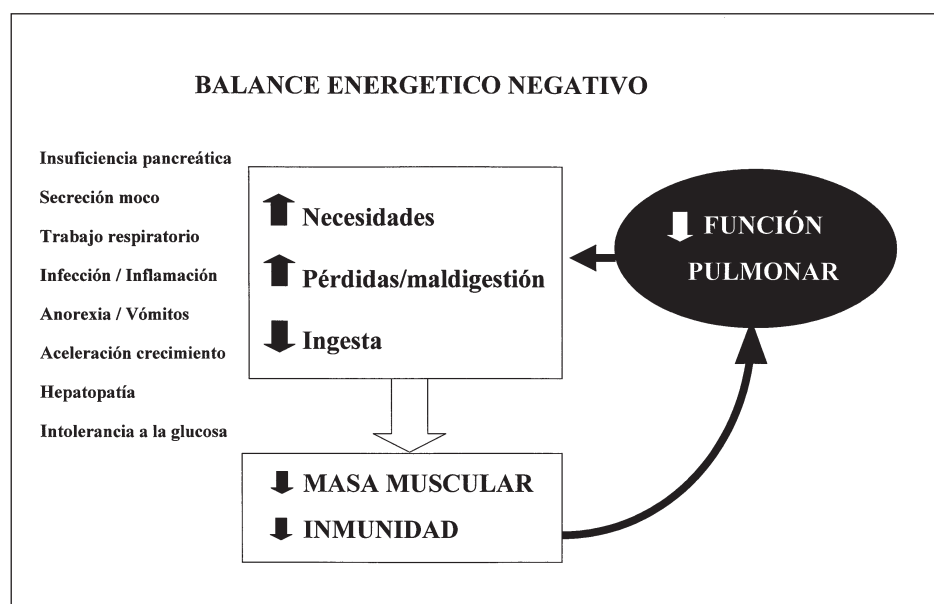 BALANCE ENERGETICO NEGATIVO
Insuficiencia pancreática
Secreción moco
Trabajo respiratorio
Infección / Inflamación
Anorexia / Vómitos
Aceleración crecimiento
Hepatopatía
Intolerancia a la glucosa
Necesidades
Pérdidas/maldigestión
Ingesta
MASA MUSCULAR
INMUNIDAD
FUNCIÓN
PULMONAR